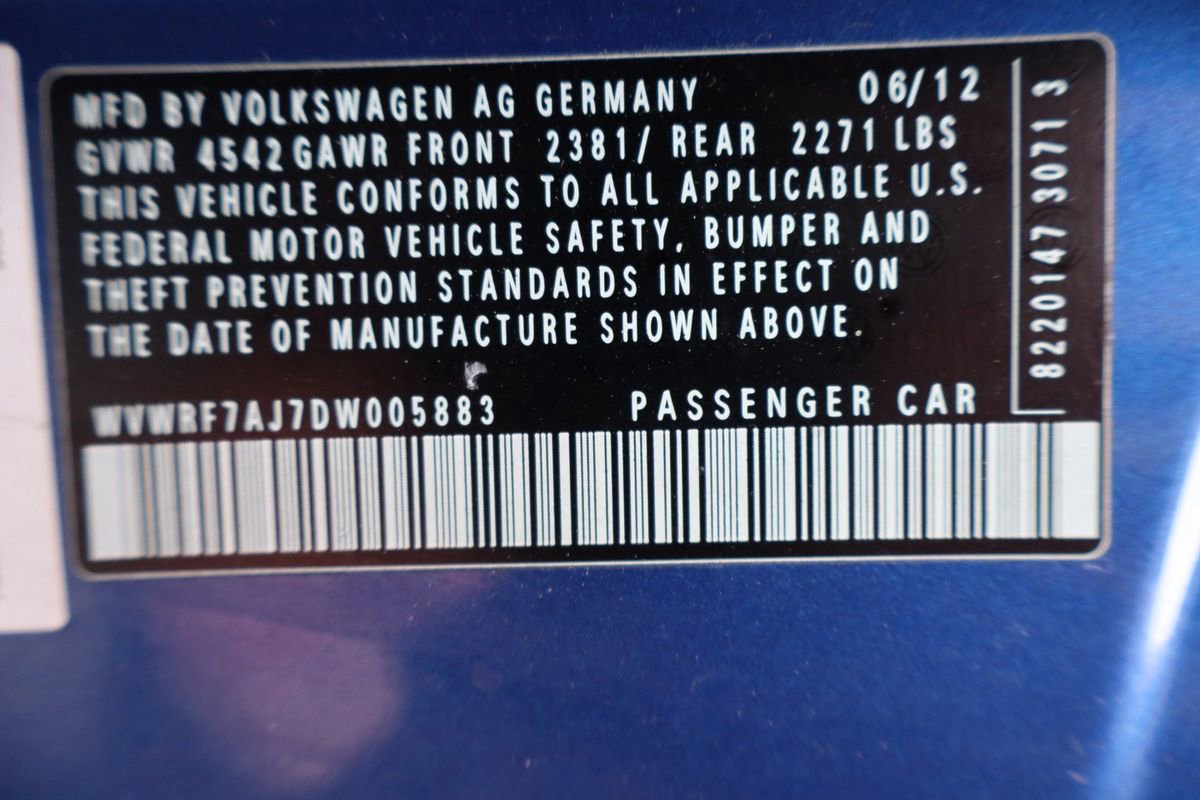 MFD BY VOLKSWAGEN AG GERMANY 06/12
GVWR 4542 GAWR FRONT 2381/ REAR 2271 LBS
THIS VEHICLE CONFORMS TO ALL APPLICABLE U.S.
FEDERAL MOTOR VEHICLE SAFETY, BUMPER AND
THEFT PREVENTION STANDARDS IN EFFECT ON
THE DATE OF MANUFACTURE SHOWN ABOVE.
WVWRF7AJ7DW005883 PASSENGER CAR
8220147 3071 3